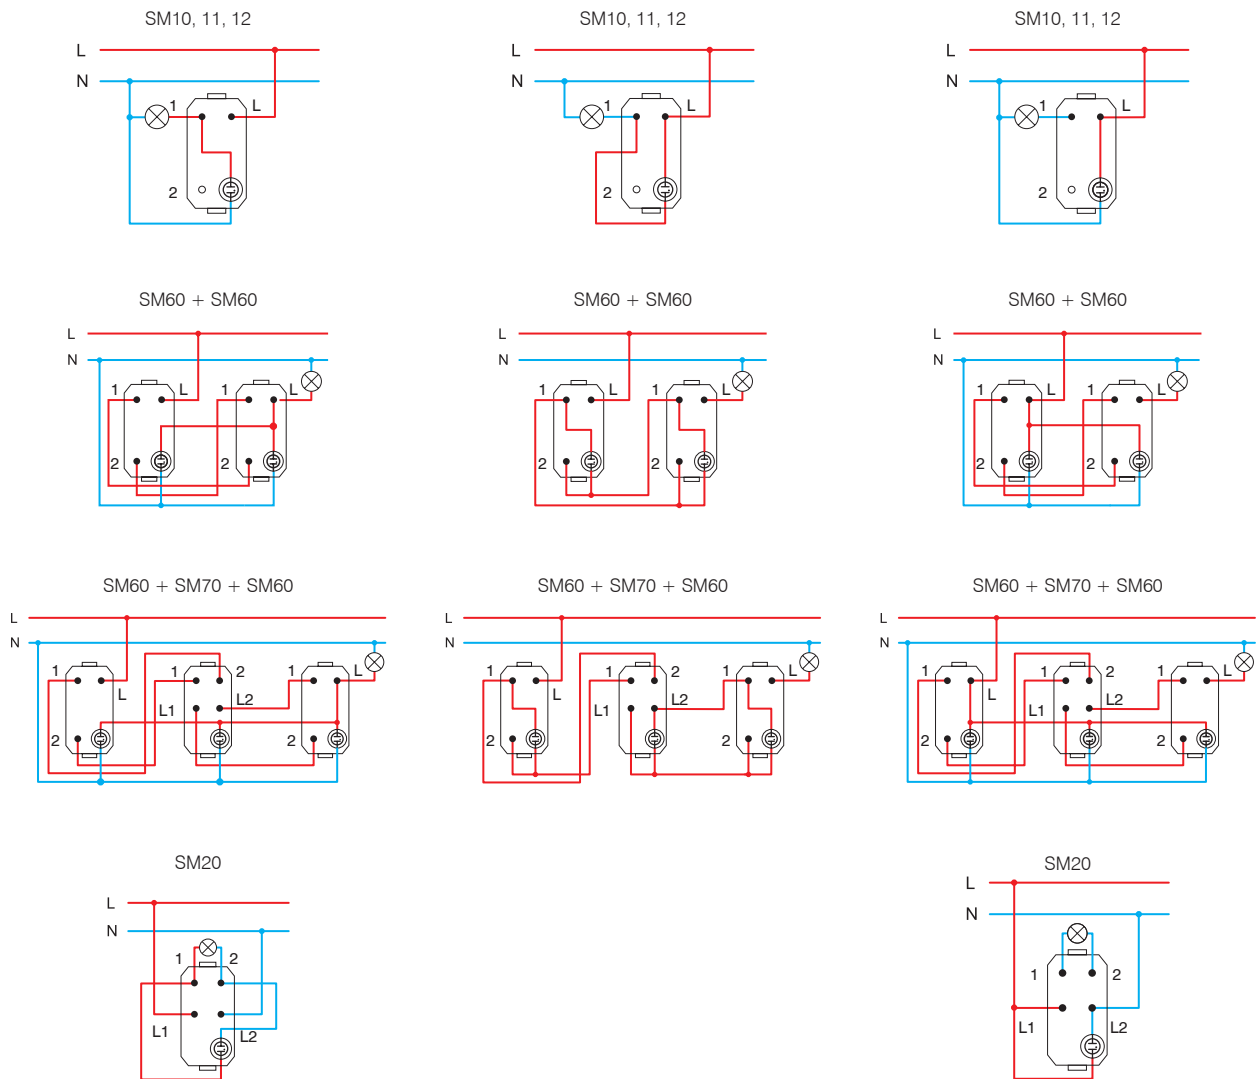 SM10, 11, 12 SM10, 11, 12 SM10, 11, 12
L L L
N N N
1 L 1 L 1 L
2 2 2
SM60 + SM60 SM60 + SM60 SM60 + SM60
L L L
N N N
1 L 1 L 1 L 1 L 1 L 1 L
2 2 2 2 2 2
SM60 + SM70 + SM60 SM60 + SM70 + SM60 SM60 + SM70 + SM60
L L L
N N N
1 1 2 1 L 1 1 2 1 L 1 1 2 1 L
L L2 L L2 L L2
L1 L1
2 2 2 2 2 2
SM20 SM20
L L
N N
1 2 1 2
L1 L2 L1 L2